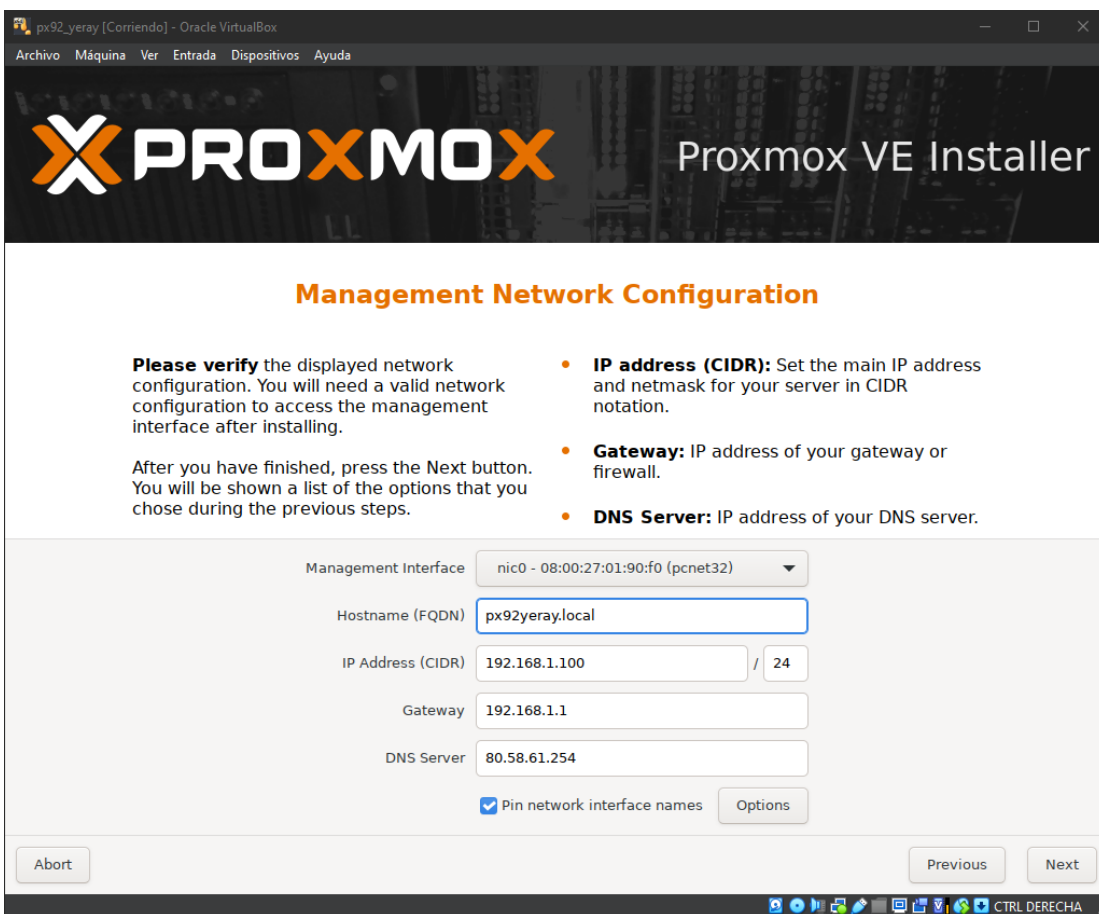 px92_yeray [Corriendo] - Oracle VirtualBox
Archivo Máquina Ver Entrada Dispositivos Ayuda
PROXMOX
Proxmox VE Installer
Management Network Configuration
Please verify the displayed network
configuration. You will need a valid network
configuration to access the management
interface after installing.
After you have finished, press the Next button.
You will be shown a list of the options that you
chose during the previous steps.
• IP address (CIDR): Set the main IP address
and netmask for your server in CIDR
notation.
• Gateway: IP address of your gateway or
firewall.
• DNS Server: IP address of your DNS server.
Management Interface nic0 - 08:00:27:01:90:f0 (pcnet32)
Hostname (FQDN) px92yeray.local
IP Address (CIDR) 192.168.1.100 / 24
Gateway 192.168.1.1
DNS Server 80.58.61.254
Pin network interface names Options
Abort Previous Next
CTRL DERECHA